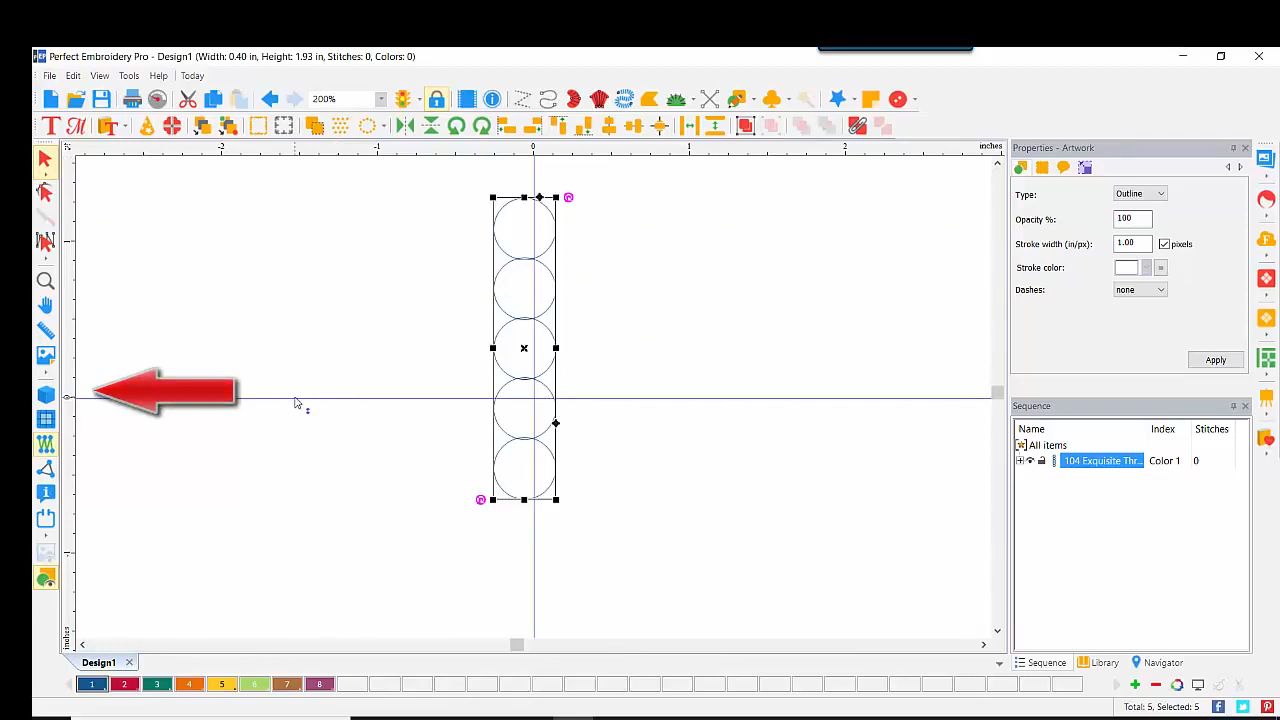 Perfect Embroidery Pro - Design1 (Width: 0.40 in, Height: 1.93 in, Stitches: 0, Colors: 0)
File Edit View Tools Help Today
200%
-2 -1 0 1 2 inches
Properties - Artwork
Type: Outline
Opacity %: 100
Stroke width (in/px): 1.00 pixels
Stroke color:
Dashes: none
Apply
Sequence
Name Index Stitches
All items
104 Exquisite Thr... Color 1 0
0
inches
Design1
Sequence Library Navigator
1 2 3 4 5 6 7 8
Total: 5, Selected: 5